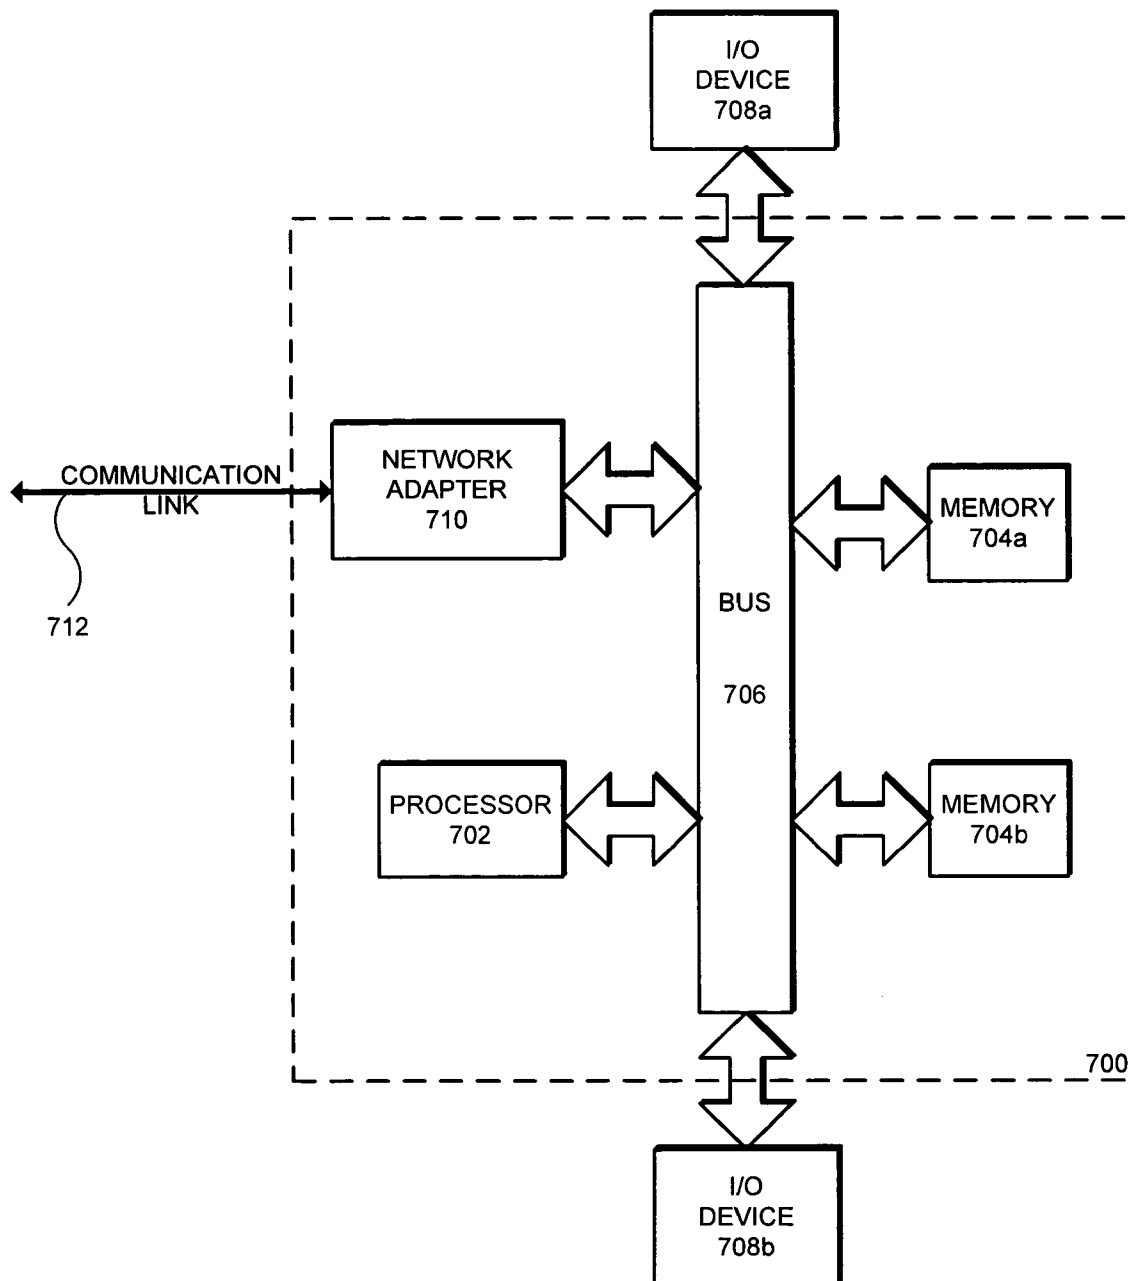 I/O
DEVICE
708a
COMMUNICATION
LINK
712
NETWORK
ADAPTER
710
MEMORY
704a
BUS
706
PROCESSOR
702
MEMORY
704b
700
I/O
DEVICE
708b